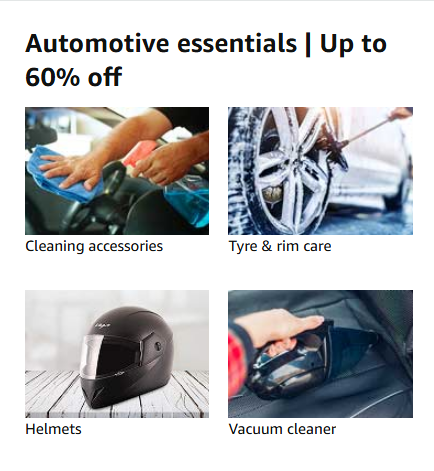 Automotive essentials | Up to
60% off
Cleaning accessories
Tyre & rim care
Helmets
Vacuum cleaner